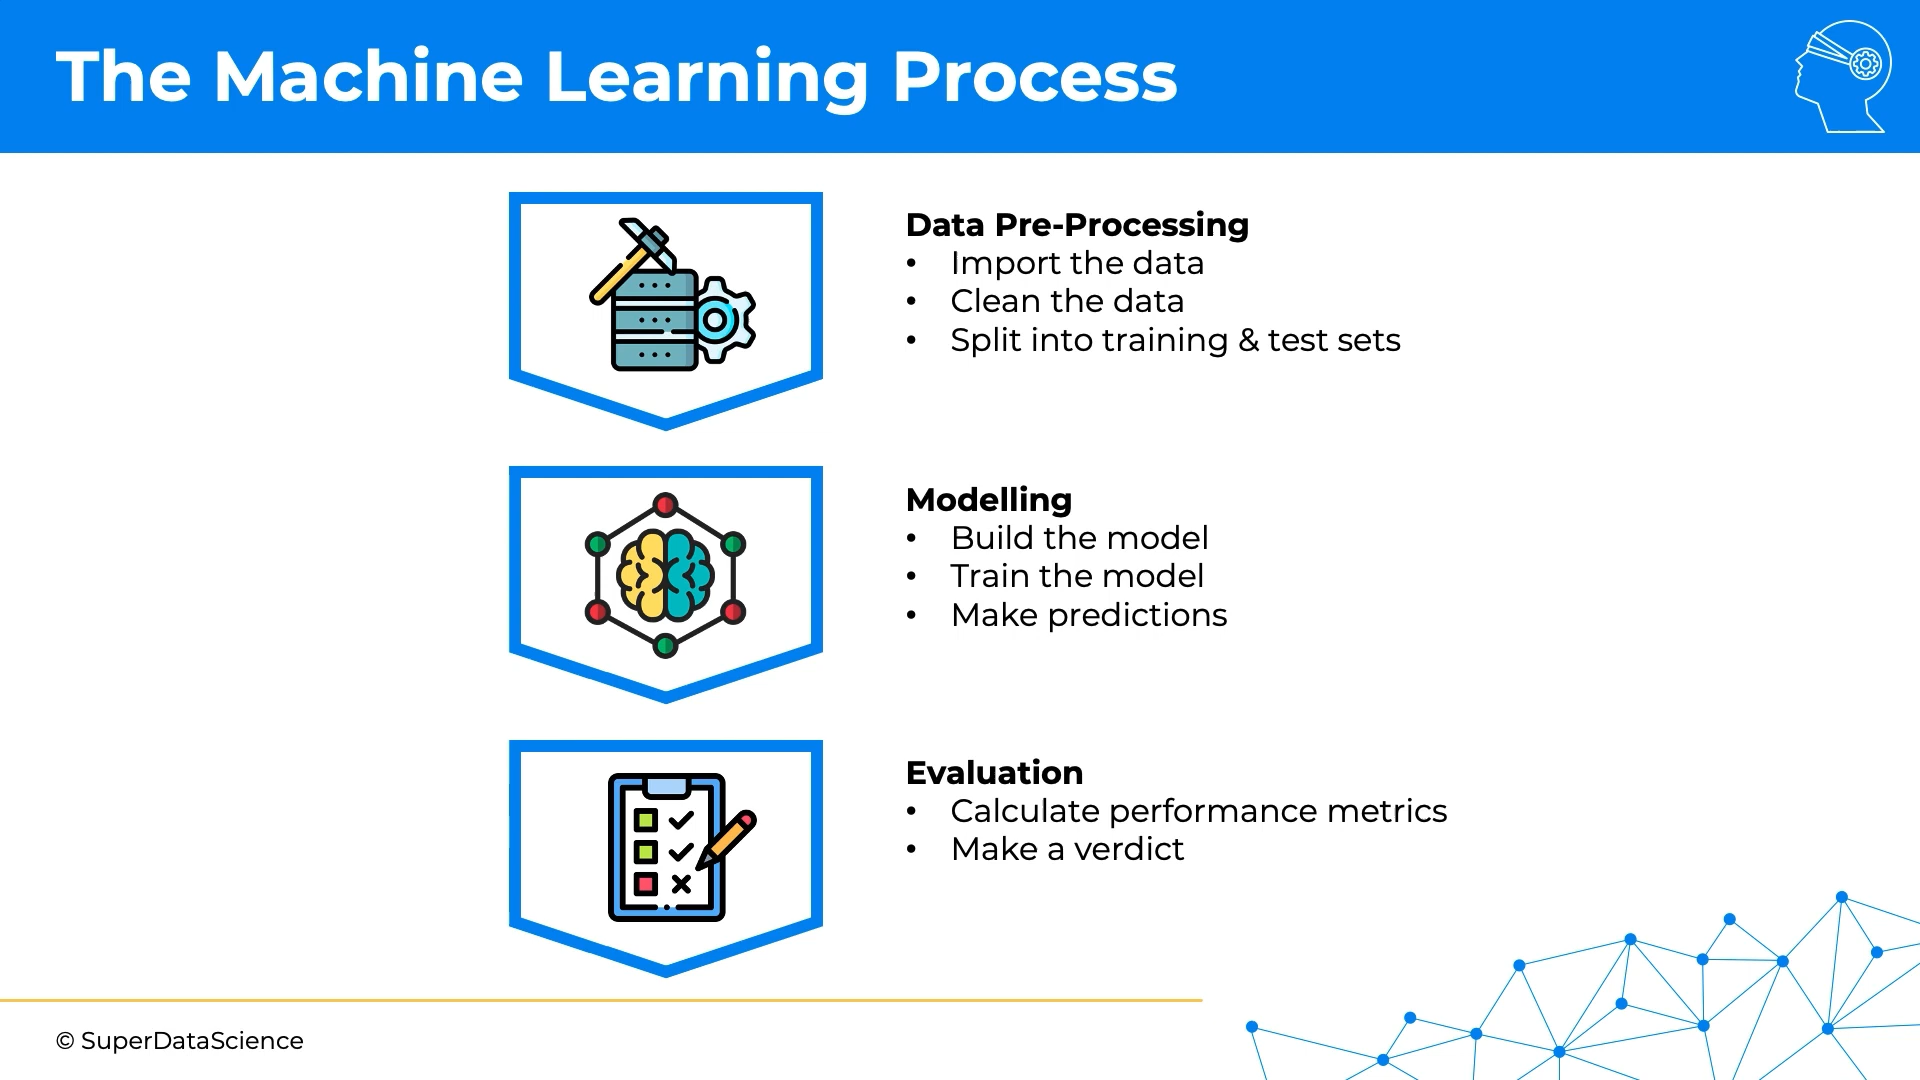 The Machine Learning Process
Data Pre-Processing
• Import the data
• Clean the data
• Split into training & test sets
Modelling
• Build the model
• Train the model
• Make predictions
Evaluation
• Calculate performance metrics
• Make a verdict
© SuperDataScience